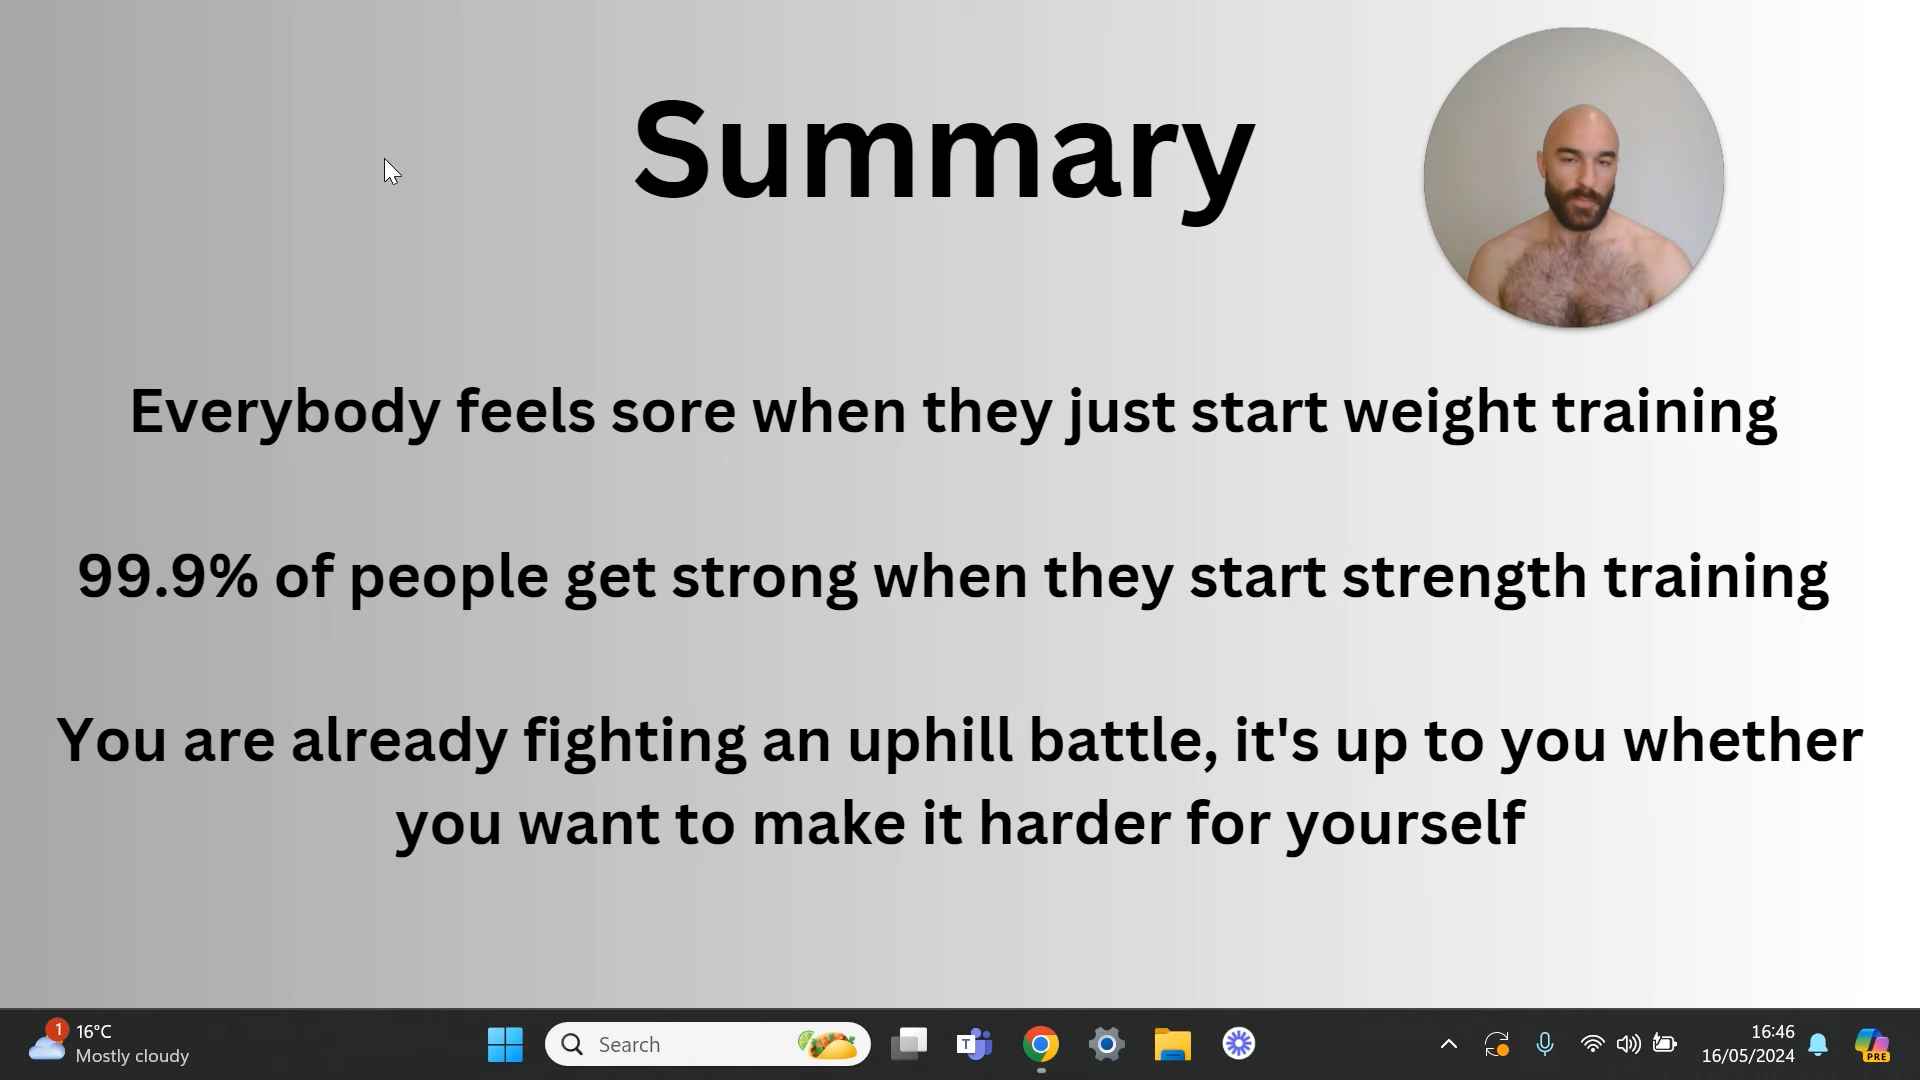 Summary
Everybody feels sore when they just start weight training
99.9% of people get strong when they start strength training
You are already fighting an uphill battle, it's up to you whether
you want to make it harder for yourself
1
16°C
Mostly cloudy
Search
T
16:46
16/05/2024
PRE